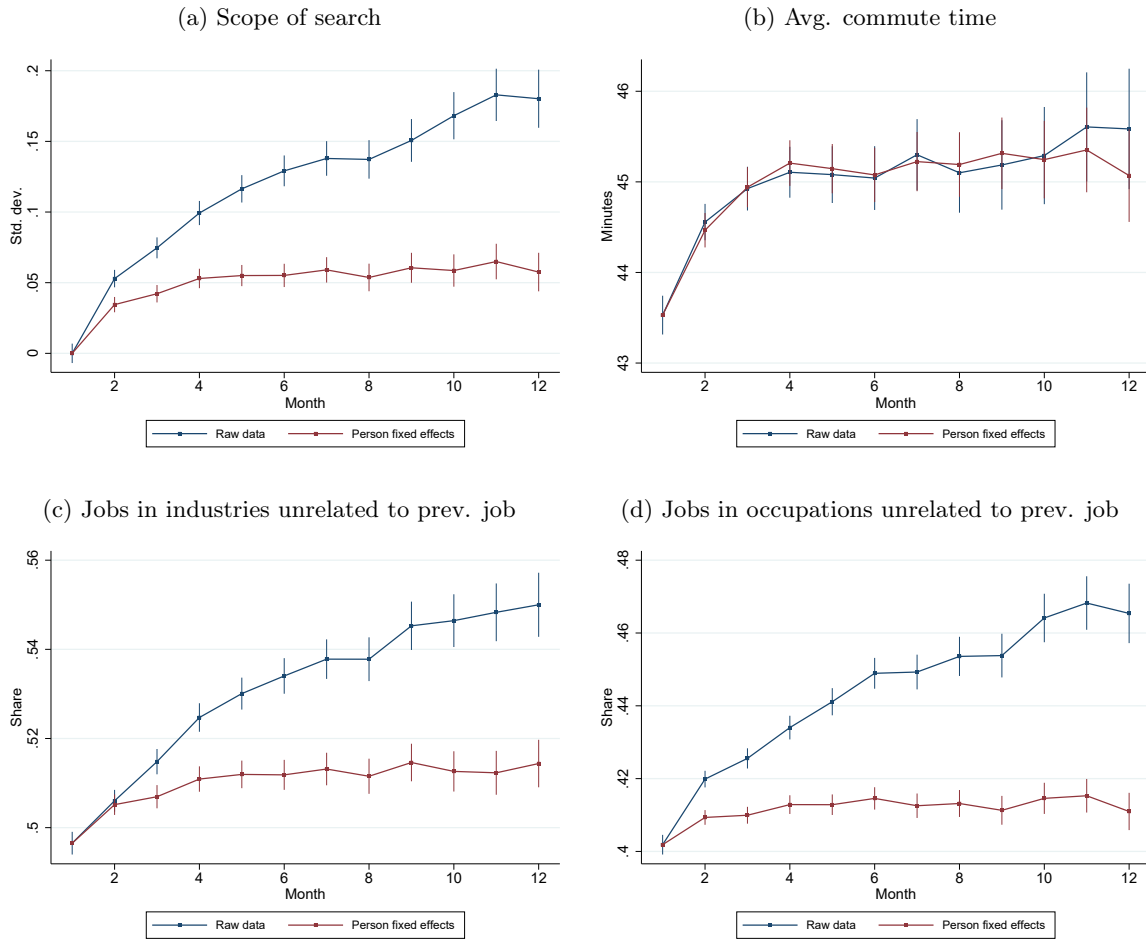 (a) Scope of search
Std. dev.
.2
.15
.1
.05
0
2 4 6 8 10 12
Month
Raw data Person fixed effects
(b) Avg. commute time
Minutes
46
45
44
43
2 4 6 8 10 12
Month
Raw data Person fixed effects
(c) Jobs in industries unrelated to prev. job
Share
.56
.54
.52
.5
2 4 6 8 10 12
Month
Raw data Person fixed effects
(d) Jobs in occupations unrelated to prev. job
Share
.48
.46
.44
.42
.4
2 4 6 8 10 12
Month
Raw data Person fixed effects